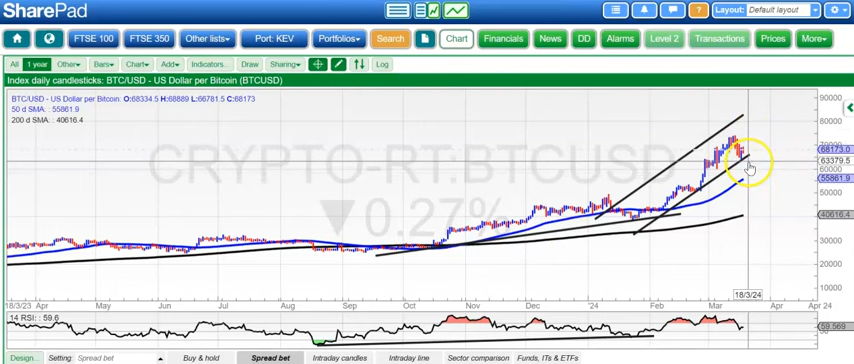 SharePad
Layout: Default layout
FTSE 100 FTSE 350 Other lists Port: KEV Portfolios Search Chart Financials News DD Alarms Level 2 Transactions Prices More
All 1 year Other Bars Chart Add Indicators... Draw Sharing Log
Index daily candlesticks: BTC/USD - US Dollar per Bitcoin (BTCUSD)
BTC/USD - US Dollar per Bitcoin: O:68334.5 H:68889 L:66781.5 C:68173
50 d SMA: : 55861.9
200 d SMA: : 40616.4
CRYPTO-RT:BTCUSD
▼0.27%
90000
80000
70000
68173.0
63379.5
55861.9
50000
40616.4
30000
20000
10000
18/3/24
18/3/23 Apr May Jun Jul Aug Sep Oct Nov Dec '24 Feb Mar Apr 24
14 RSI: : 59.6
59.569
Design... Setting: Spread bet Buy & hold Spread bet Intraday candles Intraday line Sector comparison Funds, ITs & ETFs